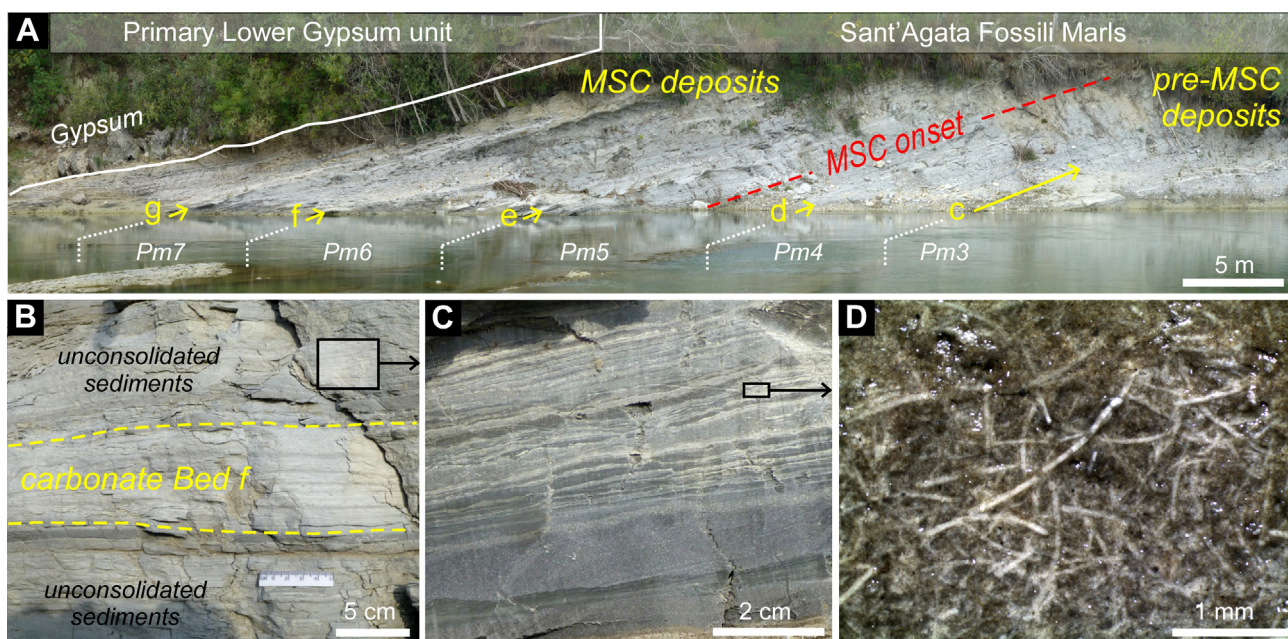 A
Primary Lower Gypsum unit
Sant'Agata Fossili Marls
MSC deposits
pre-MSC
deposits
Gypsum
MSC onset
g
f
e
d
c
Pm7
Pm6
Pm5
Pm4
Pm3
5 m
B
unconsolidated
sediments
carbonate Bed f
unconsolidated
sediments
5 cm
C
2 cm
D
1 mm